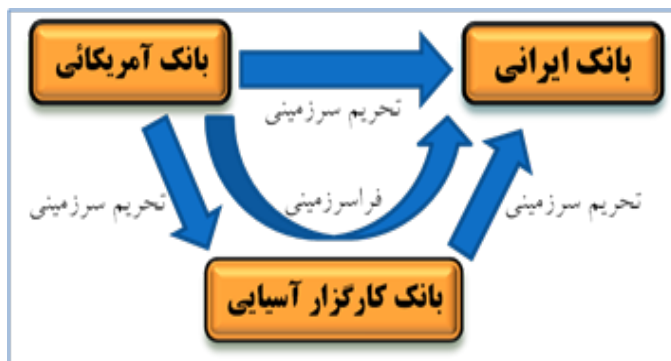 بانک ایرانی
بانک آمریکائی
تحریم سرزمینی
تحریم سرزمینی
فراسرزمینی
تحریم سرزمینی
بانک کارگزار آسیایی